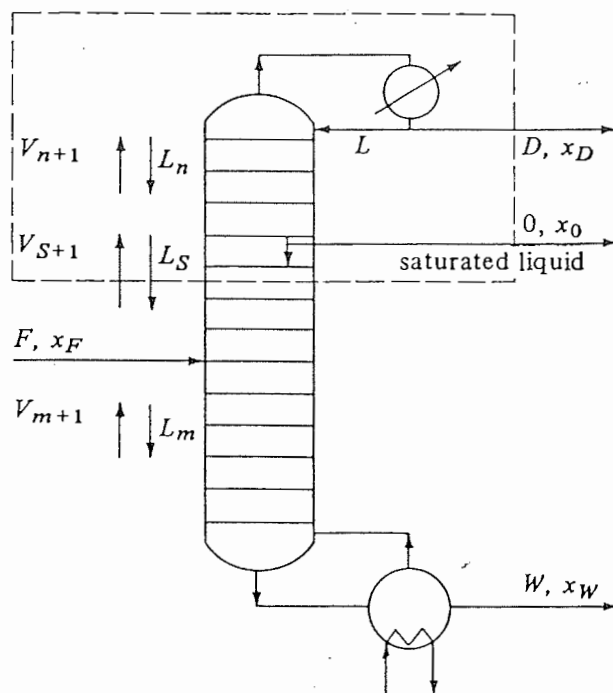 V_{n+1} L_n L D, x_D
V_{S+1} L_S 0, x_0
saturated liquid
F, x_F
V_{m+1} L_m
W, x_W